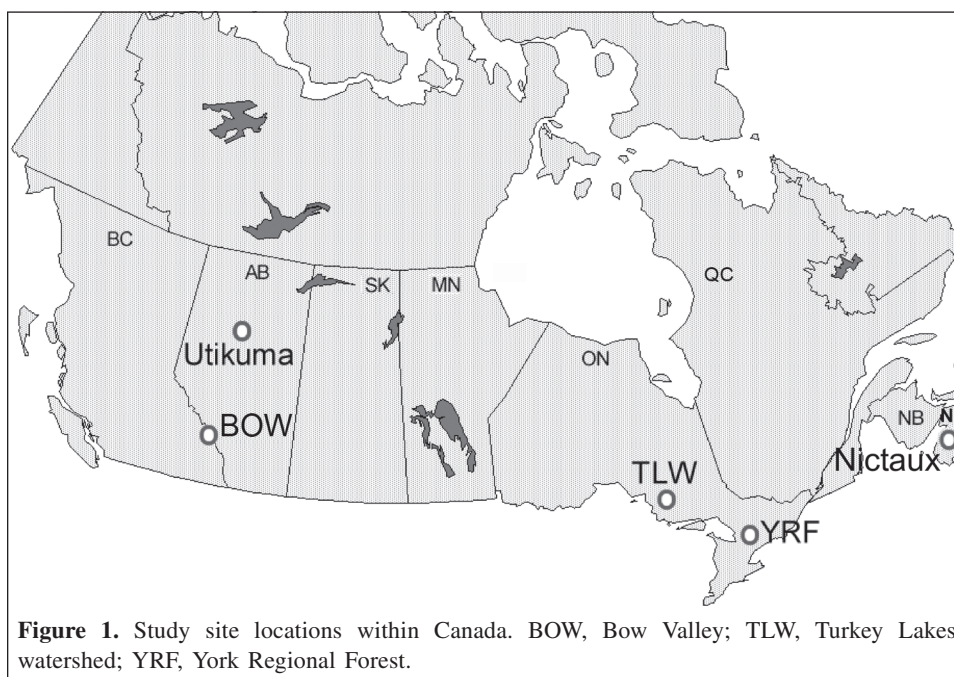 BC
AB
SK
MN
QC
Utikuma
ON
BOW
NB
N
TLW
Nictaux
YRF
Figure 1. Study site locations within Canada. BOW, Bow Valley; TLW, Turkey Lakes
watershed; YRF, York Regional Forest.